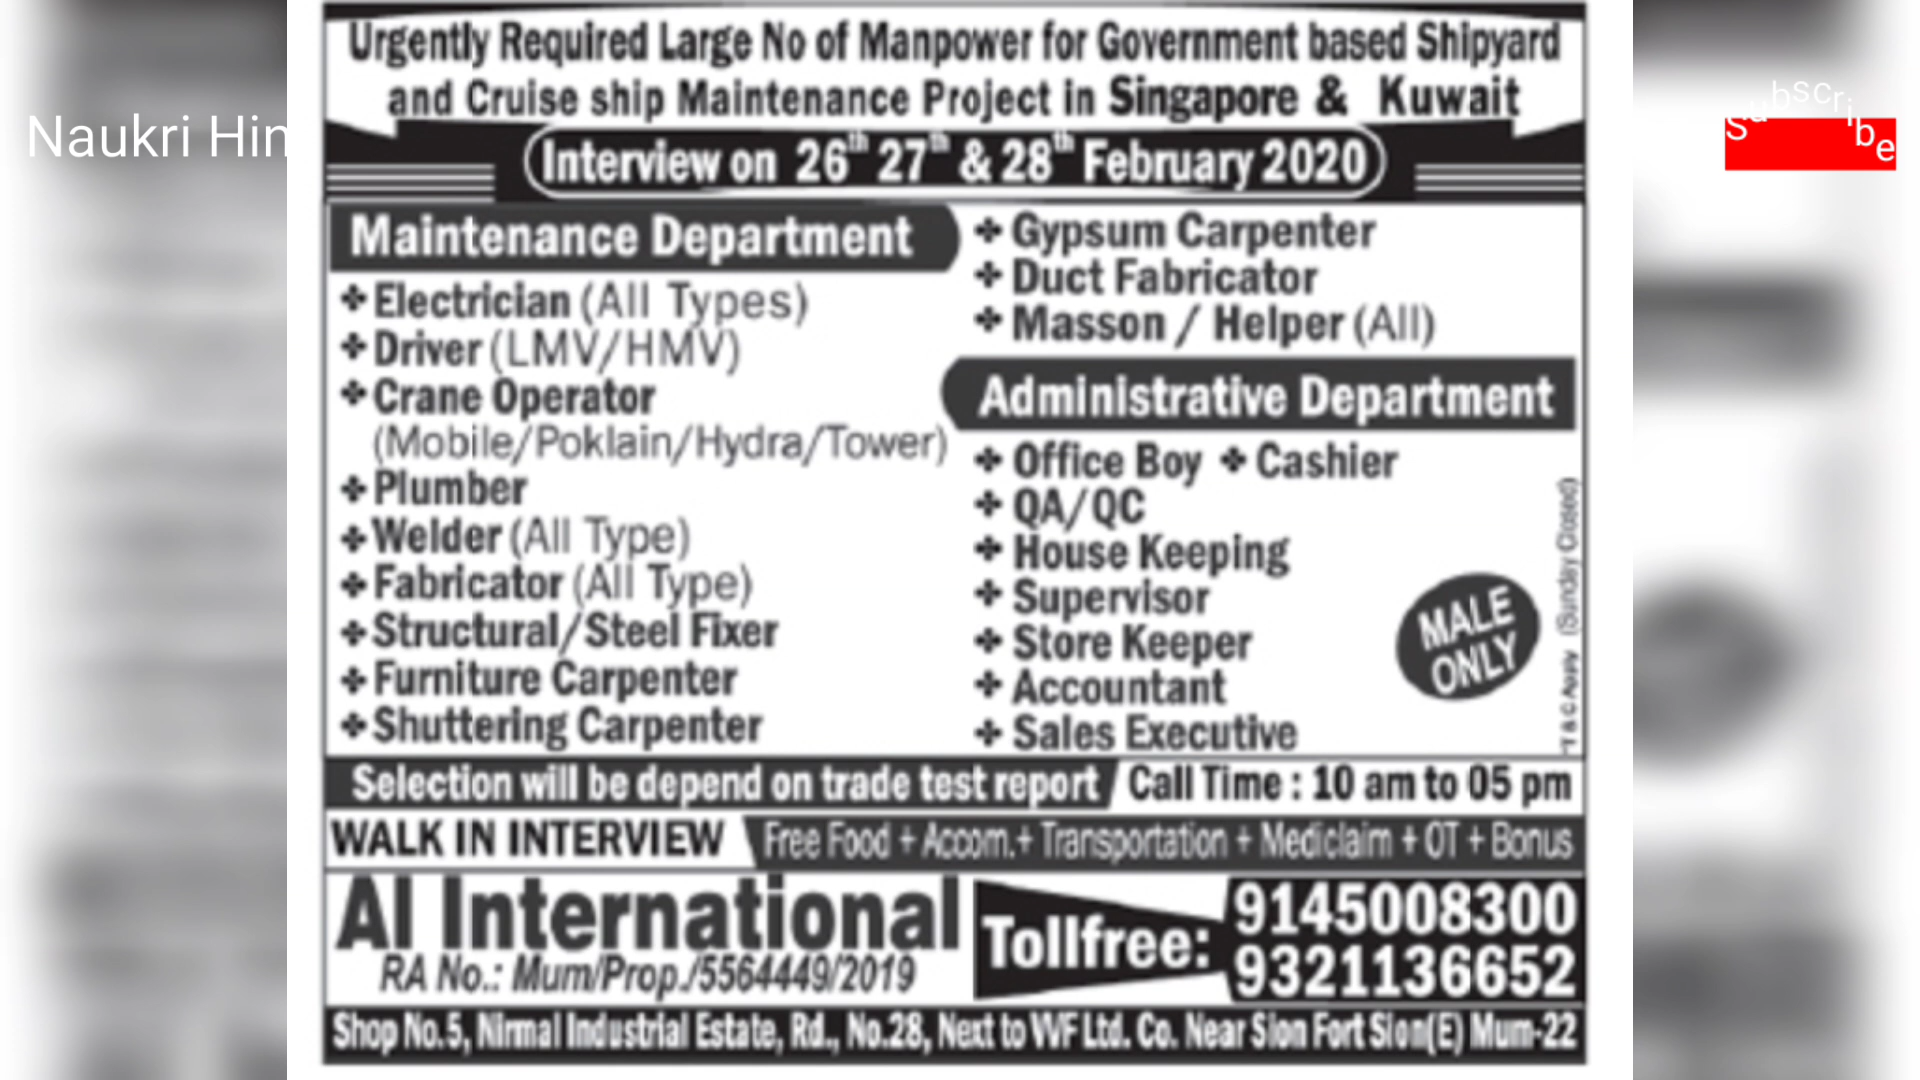 Urgently Required Large No of Manpower for Government based Shipyard
and Cruise ship Maintenance Project in Singapore & Kuwait
Naukri Hin
Subscribe
Interview on 26th 27th & 28th February 2020
Maintenance Department
❖ Electrician (All Types)
❖ Driver (LMV/HMV)
❖ Crane Operator
(Mobile/Poklain/Hydra/Tower)
❖ Plumber
❖ Welder (All Type)
❖ Fabricator (All Type)
❖ Structural/Steel Fixer
❖ Furniture Carpenter
❖ Shuttering Carpenter
❖ Gypsum Carpenter
❖ Duct Fabricator
❖ Masson / Helper (All)
Administrative Department
❖ Office Boy ❖ Cashier
❖ QA/QC
❖ House Keeping
❖ Supervisor
❖ Store Keeper
❖ Accountant
❖ Sales Executive
MALE
ONLY
*T & C Apply (Sunday Closed)
Selection will be depend on trade test report / Call Time : 10 am to 05 pm
WALK IN INTERVIEW Free Food + Accom.+ Transportation + Mediclaim + OT + Bonus
Al International
RA No.: Mum/Prop./5564449/2019
Tollfree: 9145008300
9321136652
Shop No.5, Nirmal Industrial Estate, Rd., No.28, Next to VVF Ltd. Co. Near Sion Fort Sion(E) Mum-22